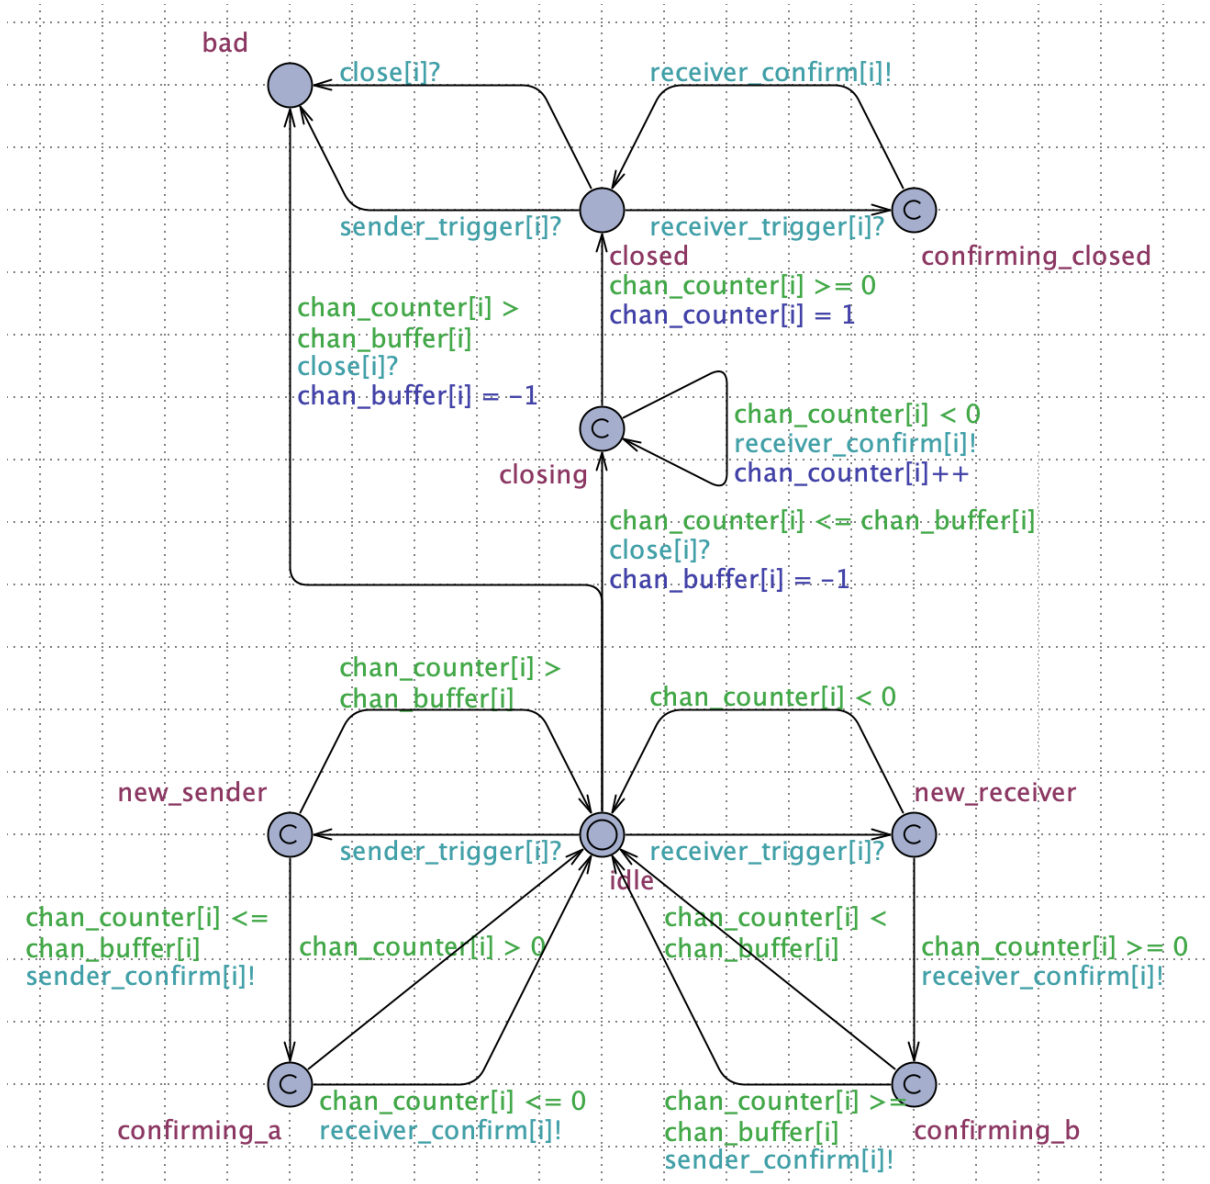 bad
close[i]?
receiver_confirm[i]!
C
sender_trigger[i]?
receiver_trigger[i]?
closed
confirming_closed
chan_counter[i] >= 0
chan_counter[i] = 1
chan_counter[i] >
chan_buffer[i]
close[i]?
chan_buffer[i] = -1
C
closing
chan_counter[i] < 0
receiver_confirm[i]!
chan_counter[i]++
chan_counter[i] <= chan_buffer[i]
close[i]?
chan_buffer[i] = -1
chan_counter[i] >
chan_buffer[i]
chan_counter[i] < 0
new_sender
new_receiver
C
C
sender_trigger[i]?
receiver_trigger[i]?
idle
chan_counter[i] <=
chan_buffer[i]
sender_confirm[i]!
chan_counter[i] > 0
chan_counter[i] <
chan_buffer[i]
chan_counter[i] >= 0
receiver_confirm[i]!
C
C
chan_counter[i] <= 0
receiver_confirm[i]!
chan_counter[i] >=
chan_buffer[i]
sender_confirm[i]!
confirming_a
confirming_b